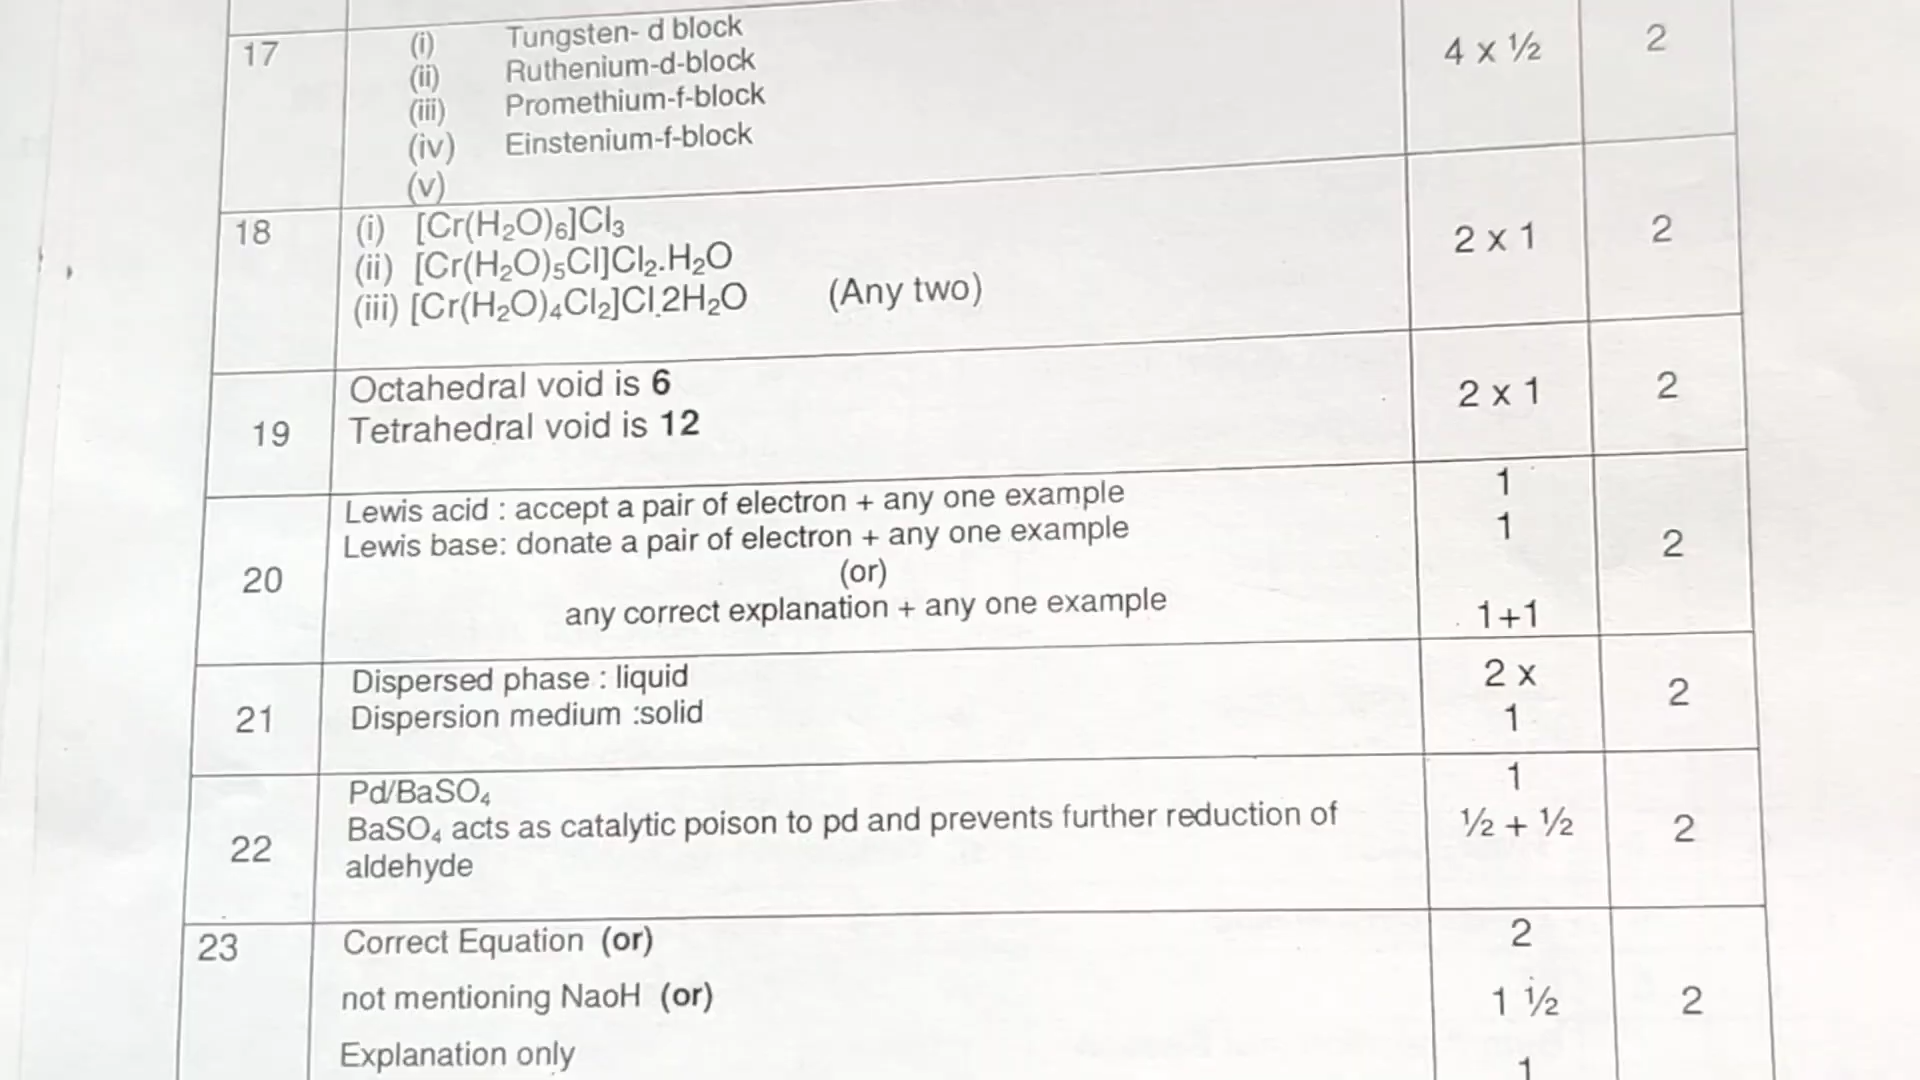 17
(i) Tungsten- d block
(ii) Ruthenium-d-block
(iii) Promethium-f-block
(iv) Einstenium-f-block
(v)
4 x ½
2
18
(i) [Cr(H₂O)₆]Cl₃
(ii) [Cr(H₂O)₅Cl]Cl₂.H₂O
(iii) [Cr(H₂O)₄Cl₂]Cl.2H₂O (Any two)
2 x 1
2
19
Octahedral void is 6
Tetrahedral void is 12
2 x 1
2
20
Lewis acid : accept a pair of electron + any one example
Lewis base: donate a pair of electron + any one example
(or)
any correct explanation + any one example
1
1
1+1
2
21
Dispersed phase : liquid
Dispersion medium :solid
2 x
1
2
22
Pd/BaSO₄
BaSO₄ acts as catalytic poison to pd and prevents further reduction of
aldehyde
1
½ + ½
2
23
Correct Equation (or)
not mentioning NaoH (or)
Explanation only
2
1 ½
1
2